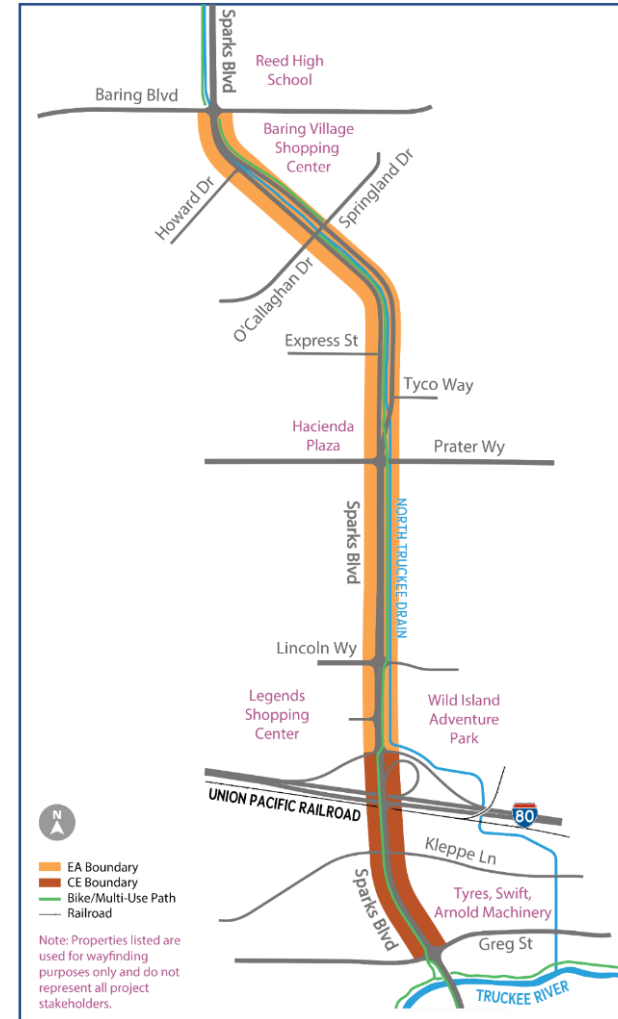 Sparks Blvd
Reed High
School
Baring Blvd
Baring Village
Shopping
Center
Howard Dr
Springland Dr
O'Callaghan Dr
Express St
Tyco Way
Hacienda
Plaza
Prater Wy
Sparks Blvd
NORTH TRUCKEE DRAIN
Lincoln Wy
Legends
Shopping
Center
Wild Island
Adventure
Park
UNION PACIFIC RAILROAD
80
N
Kleppe Ln
EA Boundary
CE Boundary
Bike/Multi-Use Path
Railroad
Sparks Blvd
Tyres, Swift,
Arnold Machinery
Greg St
Note: Properties listed are
used for wayfinding
purposes only and do not
represent all project
stakeholders.
TRUCKEE RIVER